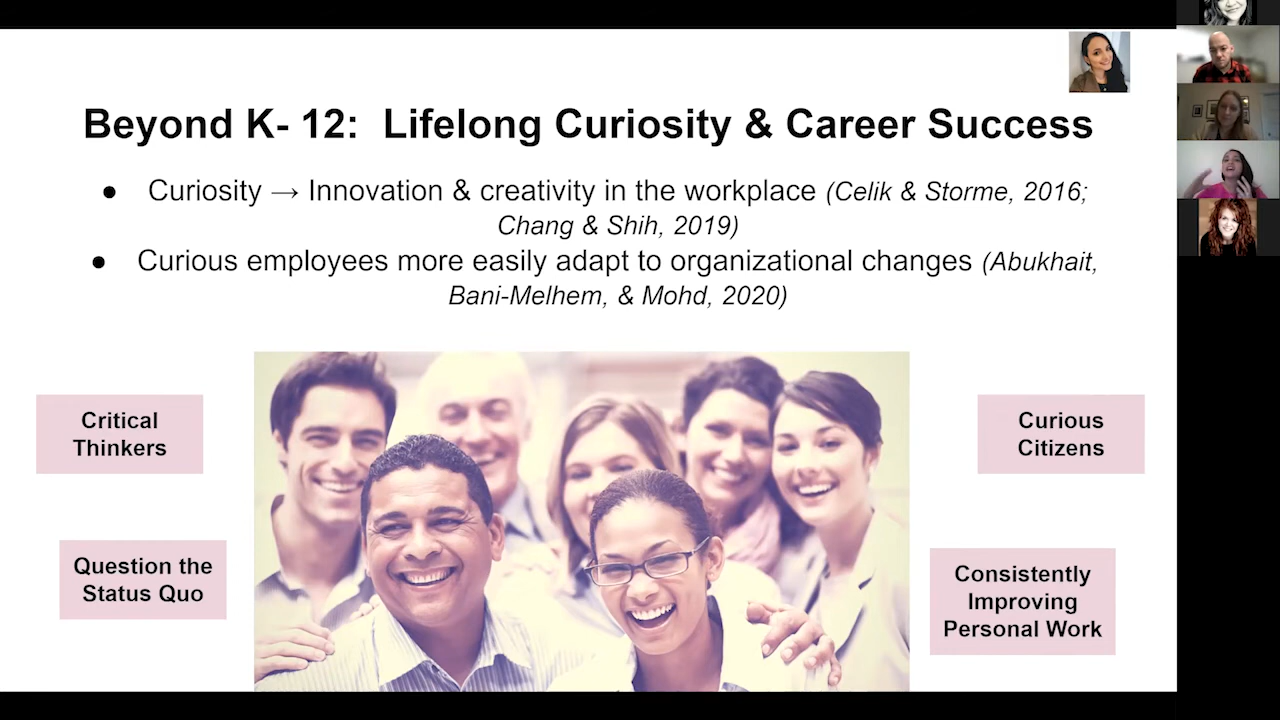 Beyond K- 12:  Lifelong Curiosity & Career Success
● Curiosity → Innovation & creativity in the workplace (Celik & Storme, 2016;
Chang & Shih, 2019)
● Curious employees more easily adapt to organizational changes (Abukhait,
Bani-Melhem, & Mohd, 2020)
Critical
Thinkers
Question the
Status Quo
Curious
Citizens
Consistently
Improving
Personal Work